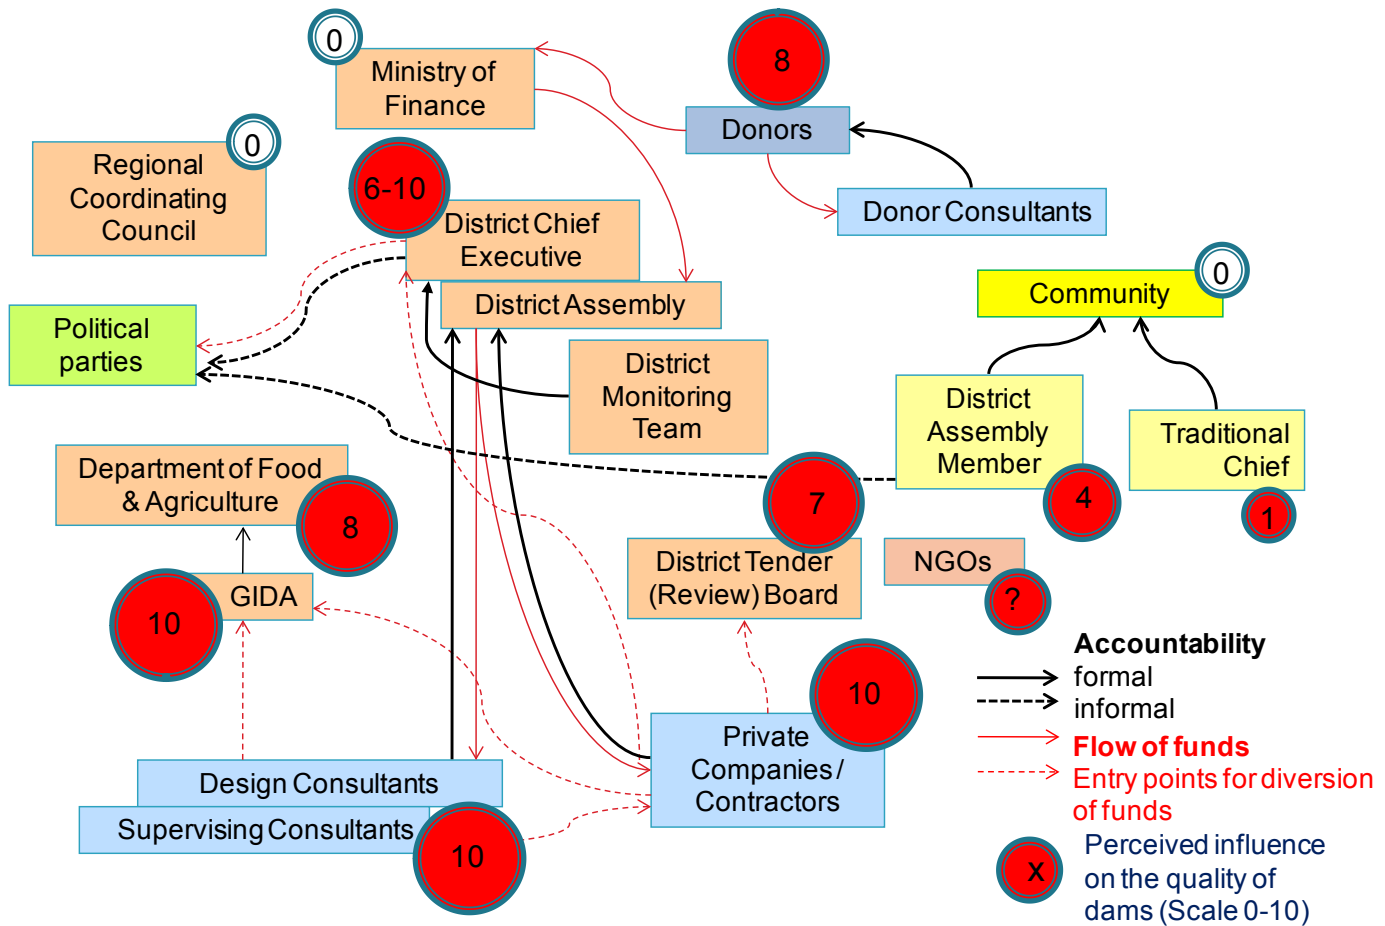 0
Ministry of
Finance
8
Donors
0
Regional
Coordinating
Council
6-10
District Chief
Executive
Donor Consultants
District Assembly
0
Community
Political
parties
District
Monitoring
Team
District
Assembly
Member
4
Traditional
Chief
1
Department of Food
& Agriculture
8
7
District Tender
(Review) Board
NGOs
?
GIDA
10
10
Private
Companies /
Contractors
Design Consultants
Supervising Consultants
10
Accountability
formal
informal
Flow of funds
Entry points for diversion
of funds
x
Perceived influence
on the quality of
dams (Scale 0-10)